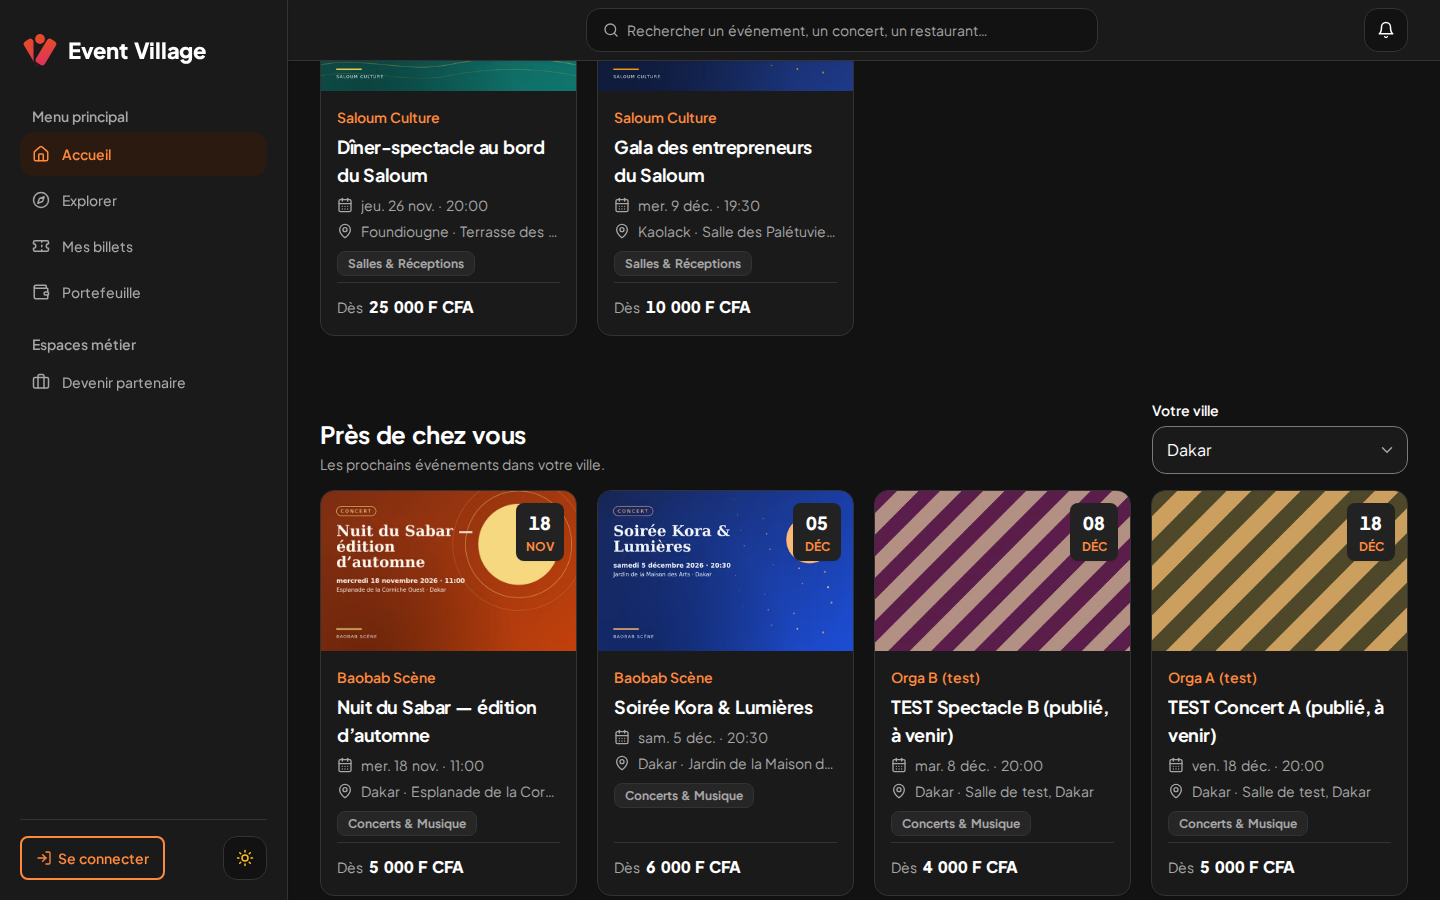 Event Village
Rechercher un événement, un concert, un restaurant...
Menu principal
Accueil
Explorer
Mes billets
Portefeuille
Espaces métier
Devenir partenaire
Se connecter
SALOUM CULTURE
Saloum Culture
Dîner-spectacle au bord
du Saloum
jeu. 26 nov. · 20:00
Foundiougne · Terrasse des ...
Salles & Réceptions
Dès 25 000 F CFA
SALOUM CULTURE
Saloum Culture
Gala des entrepreneurs
du Saloum
mer. 9 déc. · 19:30
Kaolack · Salle des Palétuvie...
Salles & Réceptions
Dès 10 000 F CFA
Près de chez vous
Les prochains événements dans votre ville.
Votre ville
Dakar
CONCERT
Nuit du Sabar —
édition
d’automne
mercredi 18 novembre 2026 · 11:00
Esplanade de la Corniche Ouest · Dakar
BAOBAB SCÈNE
18
NOV
Baobab Scène
Nuit du Sabar — édition
d’automne
mer. 18 nov. · 11:00
Dakar · Esplanade de la Cor...
Concerts & Musique
Dès 5 000 F CFA
CONCERT
Soirée Kora &
Lumières
samedi 5 décembre 2026 · 20:30
Jardin de la Maison des Arts · Dakar
BAOBAB SCÈNE
05
DÉC
Baobab Scène
Soirée Kora & Lumières
sam. 5 déc. · 20:30
Dakar · Jardin de la Maison d...
Concerts & Musique
Dès 6 000 F CFA
08
DÉC
Orga B (test)
TEST Spectacle B (publié,
à venir)
mar. 8 déc. · 20:00
Dakar · Salle de test, Dakar
Concerts & Musique
Dès 4 000 F CFA
18
DÉC
Orga A (test)
TEST Concert A (publié, à
venir)
ven. 18 déc. · 20:00
Dakar · Salle de test, Dakar
Concerts & Musique
Dès 5 000 F CFA